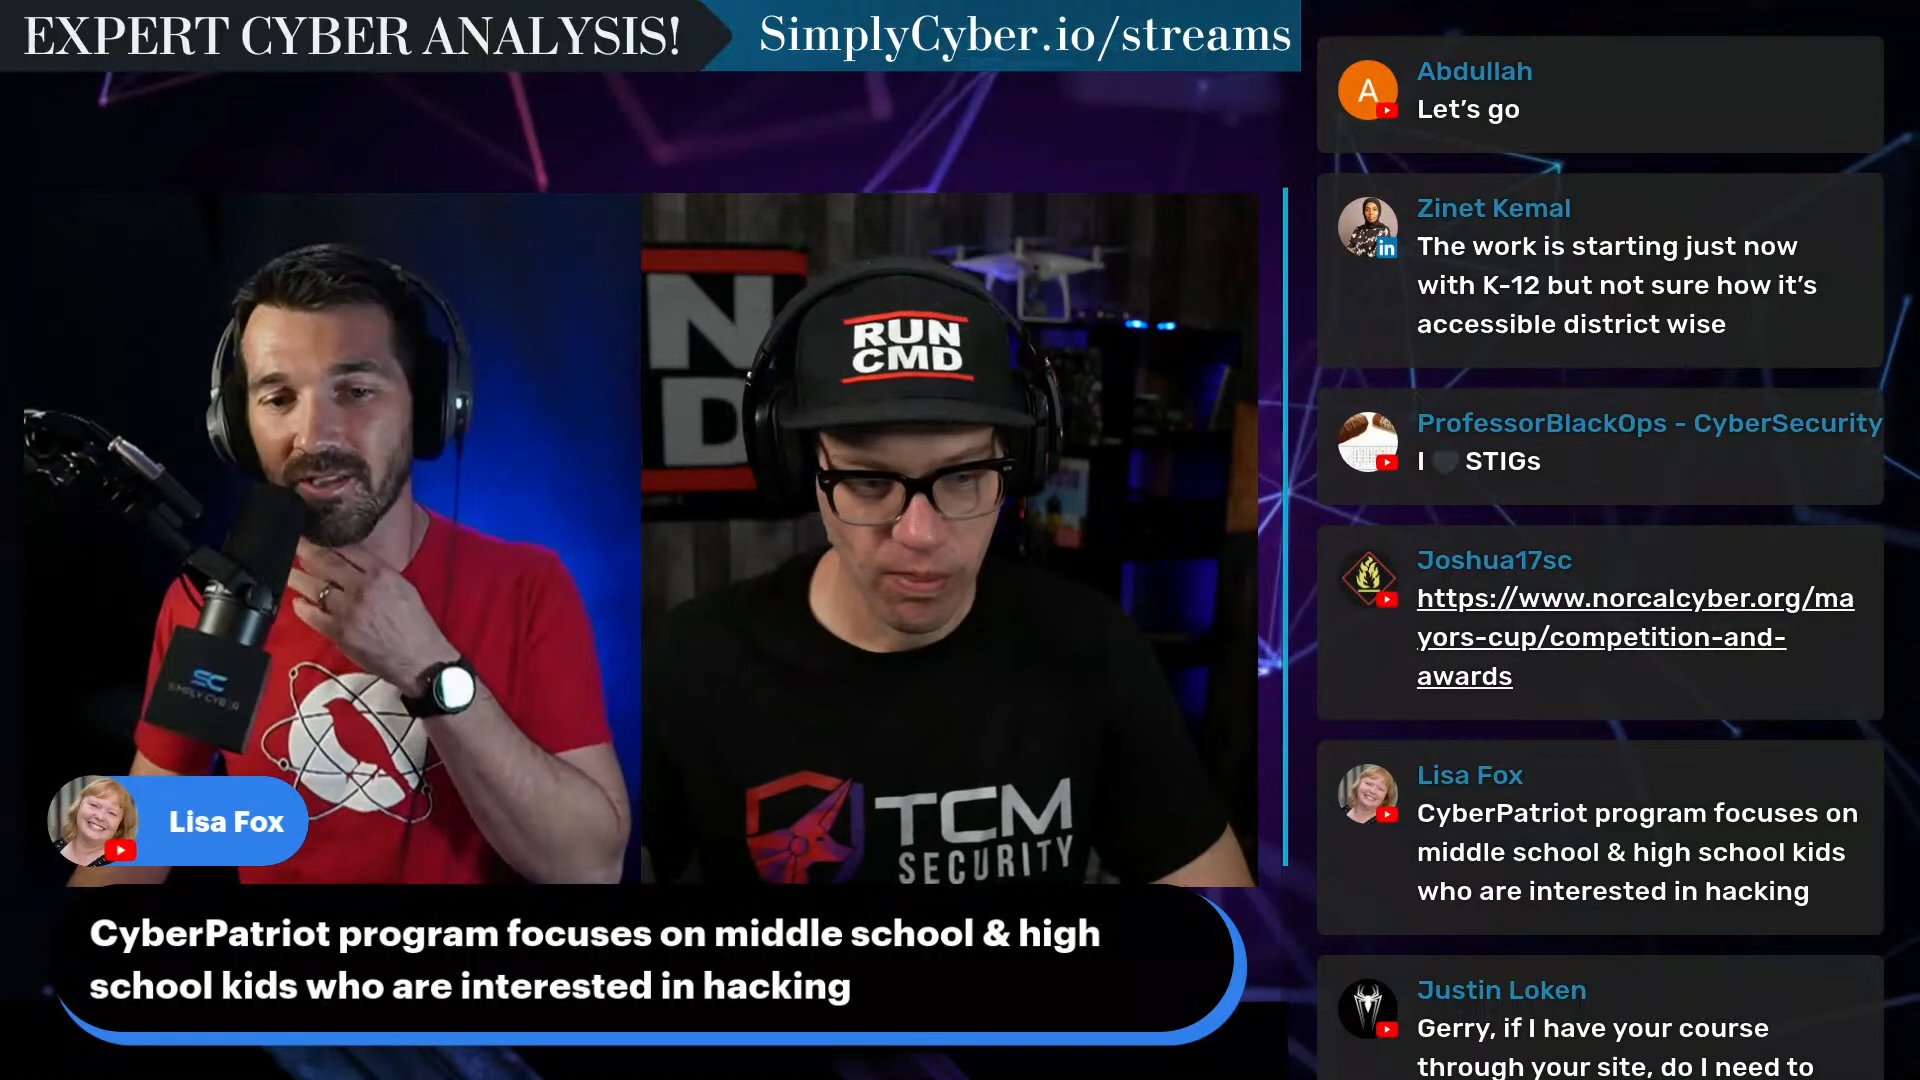 EXPERT CYBER ANALYSIS!
SimplyCyber.io/streams
N
D
RUN
CMD
SC
SIMPLY CYBER
TCM
SECURITY
Lisa Fox
CyberPatriot program focuses on middle school & high
school kids who are interested in hacking
A
Abdullah
Let’s go
in
Zinet Kemal
The work is starting just now
with K-12 but not sure how it’s
accessible district wise
ProfessorBlackOps - CyberSecurity
I 🖤 STIGs
Joshua17sc
https://www.norcalcyber.org/ma
yors-cup/competition-and-
awards
Lisa Fox
CyberPatriot program focuses on
middle school & high school kids
who are interested in hacking
Justin Loken
Gerry, if I have your course
through your site, do I need to